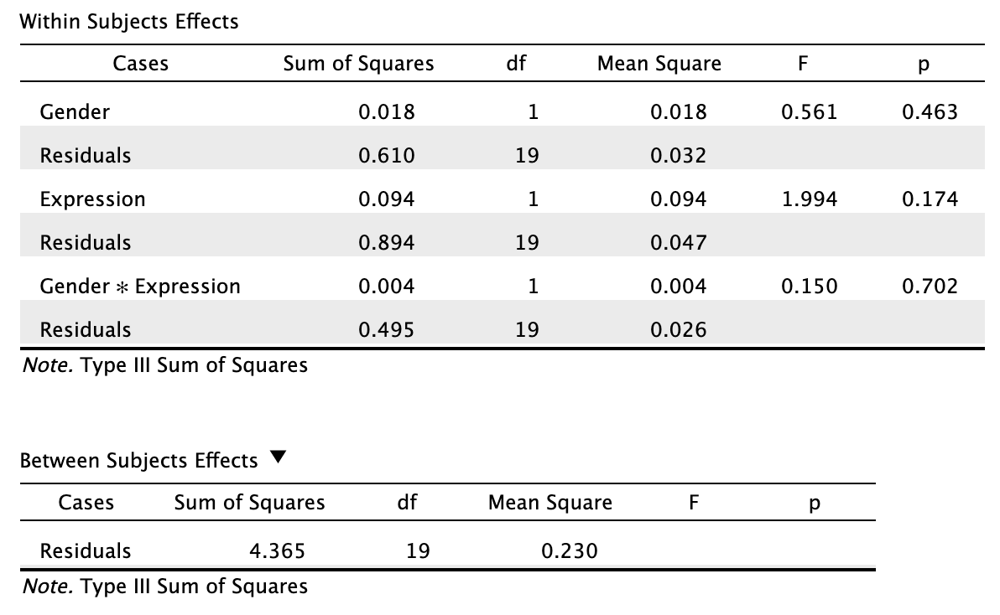 Within Subjects Effects
Cases Sum of Squares df Mean Square F p
Gender 0.018 1 0.018 0.561 0.463
Residuals 0.610 19 0.032
Expression 0.094 1 0.094 1.994 0.174
Residuals 0.894 19 0.047
Gender ∗ Expression 0.004 1 0.004 0.150 0.702
Residuals 0.495 19 0.026
Note. Type III Sum of Squares
Between Subjects Effects ▼
Cases Sum of Squares df Mean Square F p
Residuals 4.365 19 0.230
Note. Type III Sum of Squares